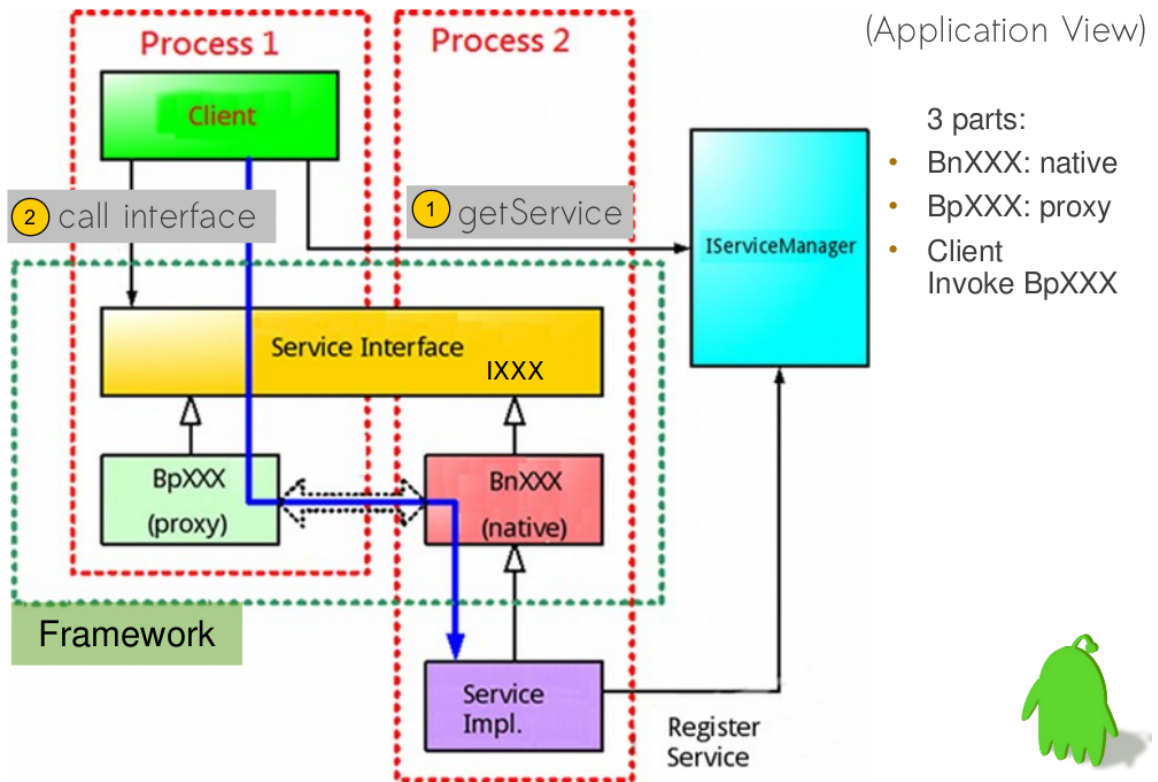 (Application View)
Process 1
Process 2
Client
2 call interface
1 getService
IServiceManager
Service Interface
IXXX
BpXXX
(proxy)
BnXXX
(native)
Framework
Service
Impl.
Register
Service
3 parts:
• BnXXX: native
• BpXXX: proxy
• Client
Invoke BpXXX